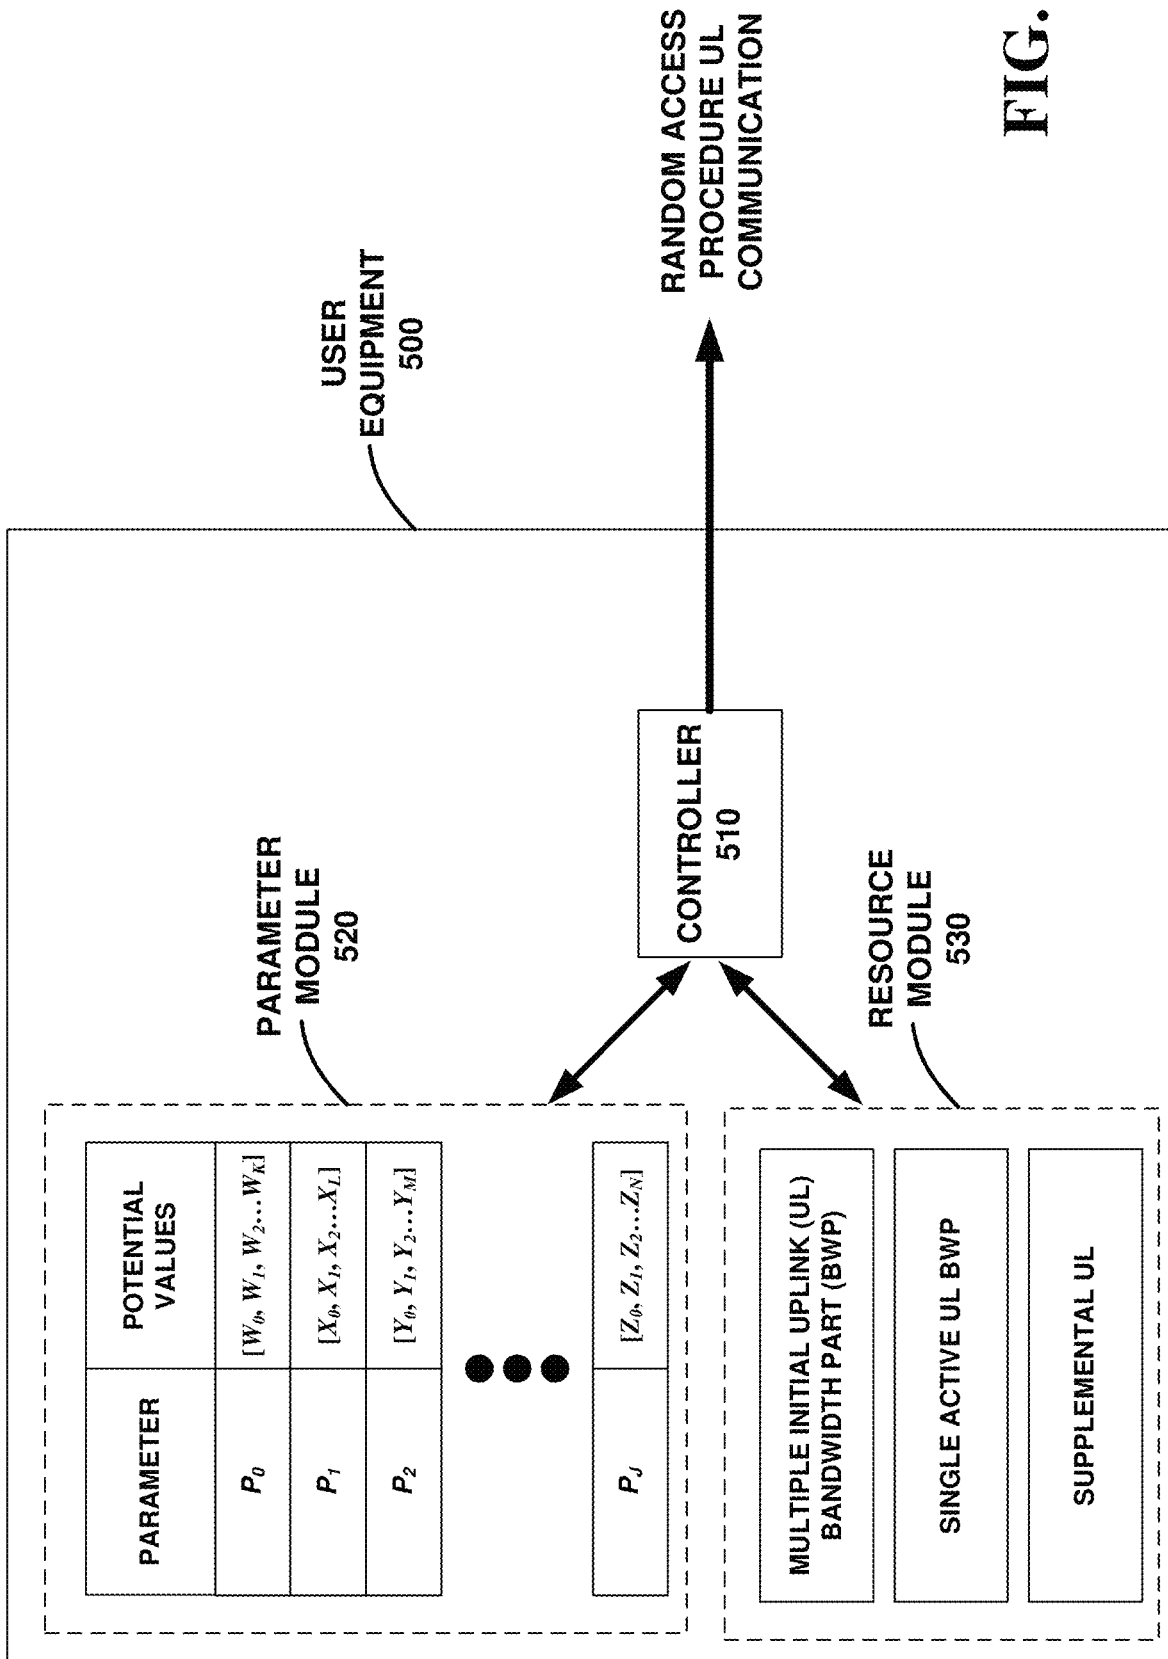 USER
EQUIPMENT
500
PARAMETER
MODULE
520
PARAMETER
POTENTIAL
VALUES
P0
[W0, W1, W2...WK]
P1
[X0, X1, X2...XL]
P2
[Y0, Y1, Y2...YM]
PJ
[Z0, Z1, Z2...ZN]
CONTROLLER
510
RANDOM ACCESS
PROCEDURE UL
COMMUNICATION
RESOURCE
MODULE
530
MULTIPLE INITIAL UPLINK (UL)
BANDWIDTH PART (BWP)
SINGLE ACTIVE UL BWP
SUPPLEMENTAL UL
FIG.